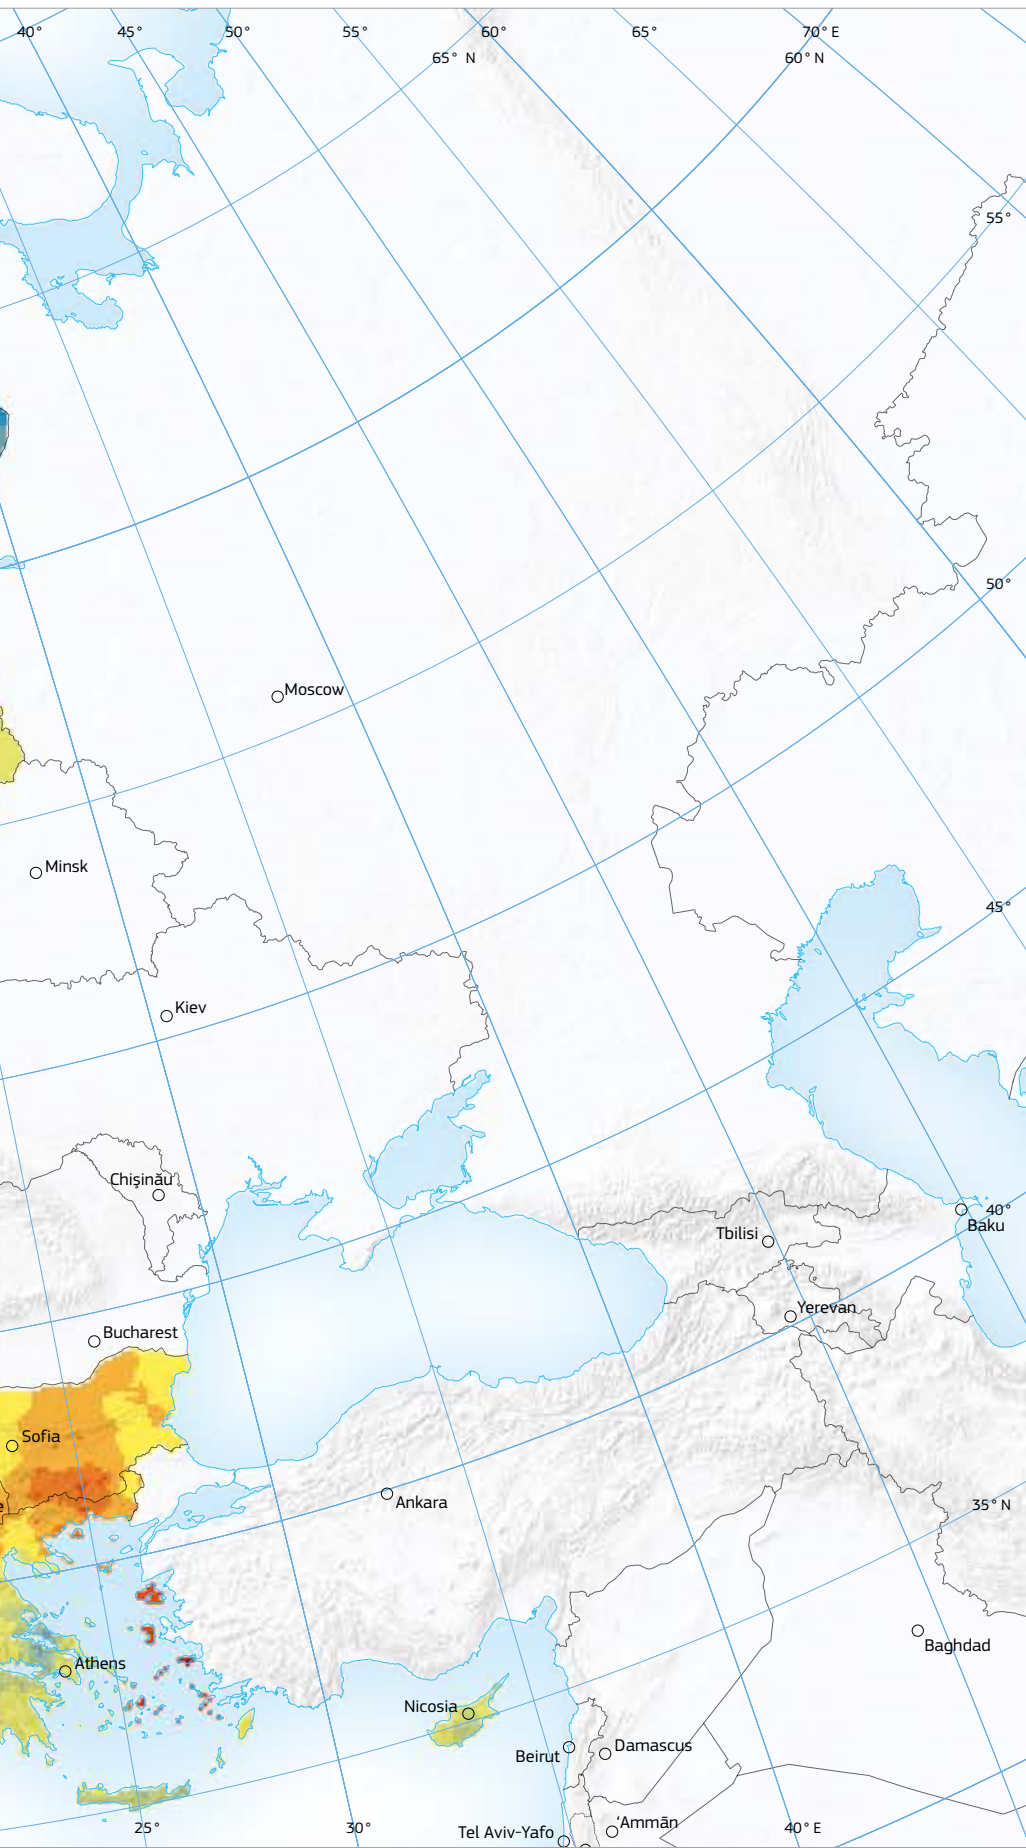 40° 45° 50° 55° 60° 65° 70° E
65° N 60° N
55°
50°
Moscow
Minsk
45°
Kiev
Chişinău
40°
Baku
Tbilisi
Yerevan
Bucharest
Sofia
Ankara
35° N
e
Baghdad
Athens
Nicosia
Damascus
Beirut
'Ammān
Tel Aviv-Yafo
25° 30° 40° E